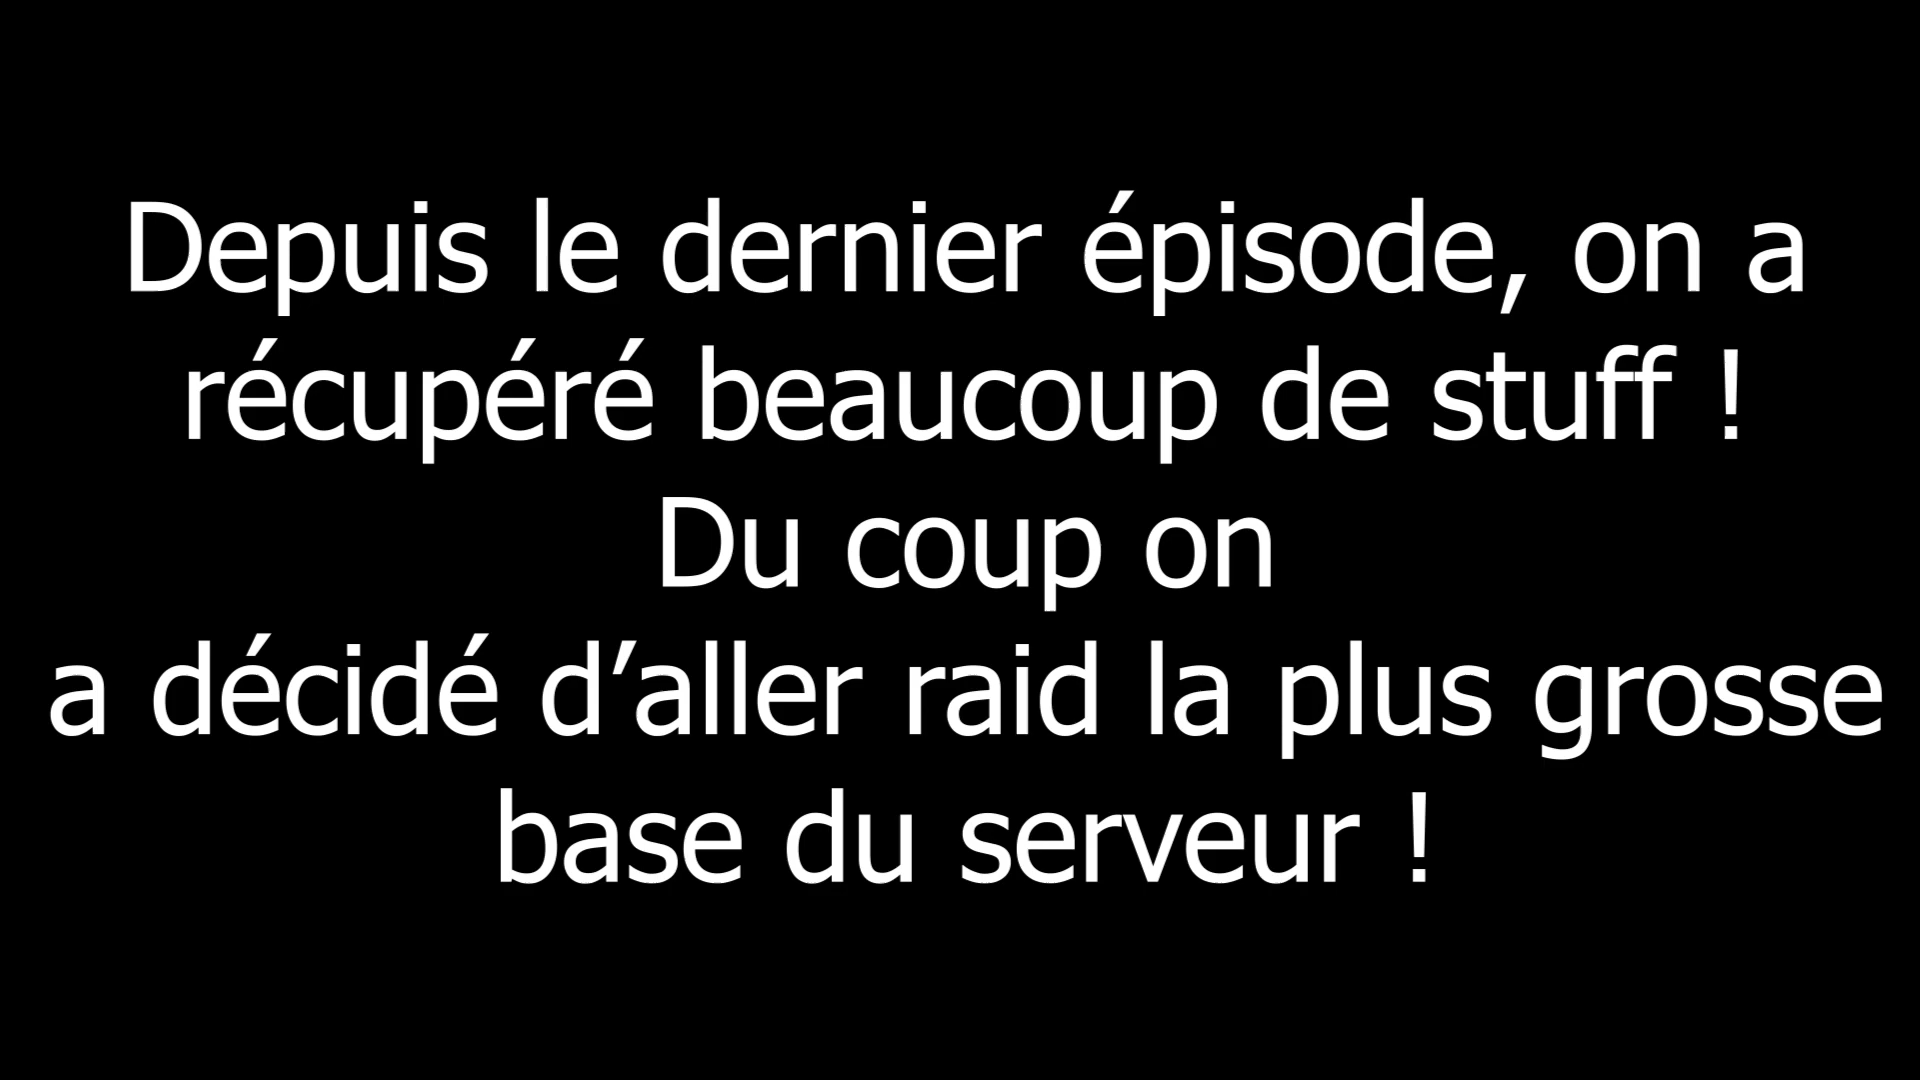 Depuis le dernier épisode, on a
récupéré beaucoup de stuff !
Du coup on
a décidé d’aller raid la plus grosse
base du serveur !